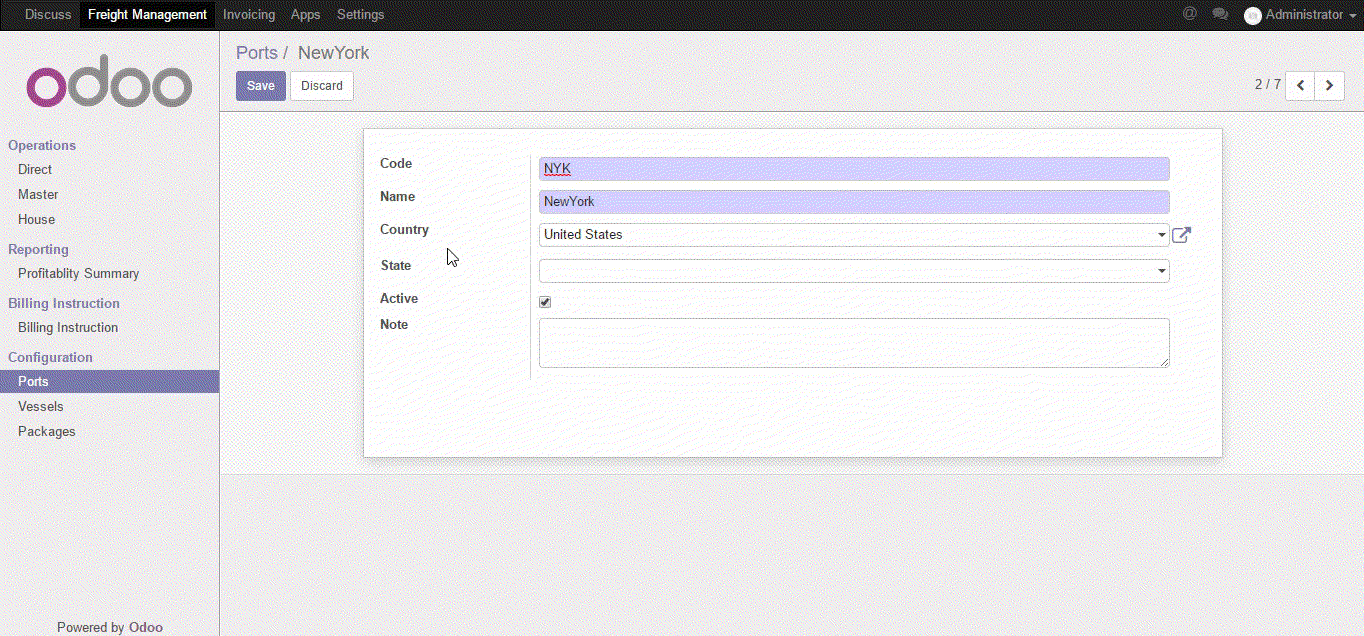 Discuss Freight Management Invoicing Apps Settings @ Administrator
odoo
Ports / NewYork
Save Discard 2 / 7
Operations
Direct
Master
House
Reporting
Profitablity Summary
Billing Instruction
Billing Instruction
Configuration
Ports
Vessels
Packages
Code NYK
Name NewYork
Country United States
State
Active
Note
Powered by Odoo